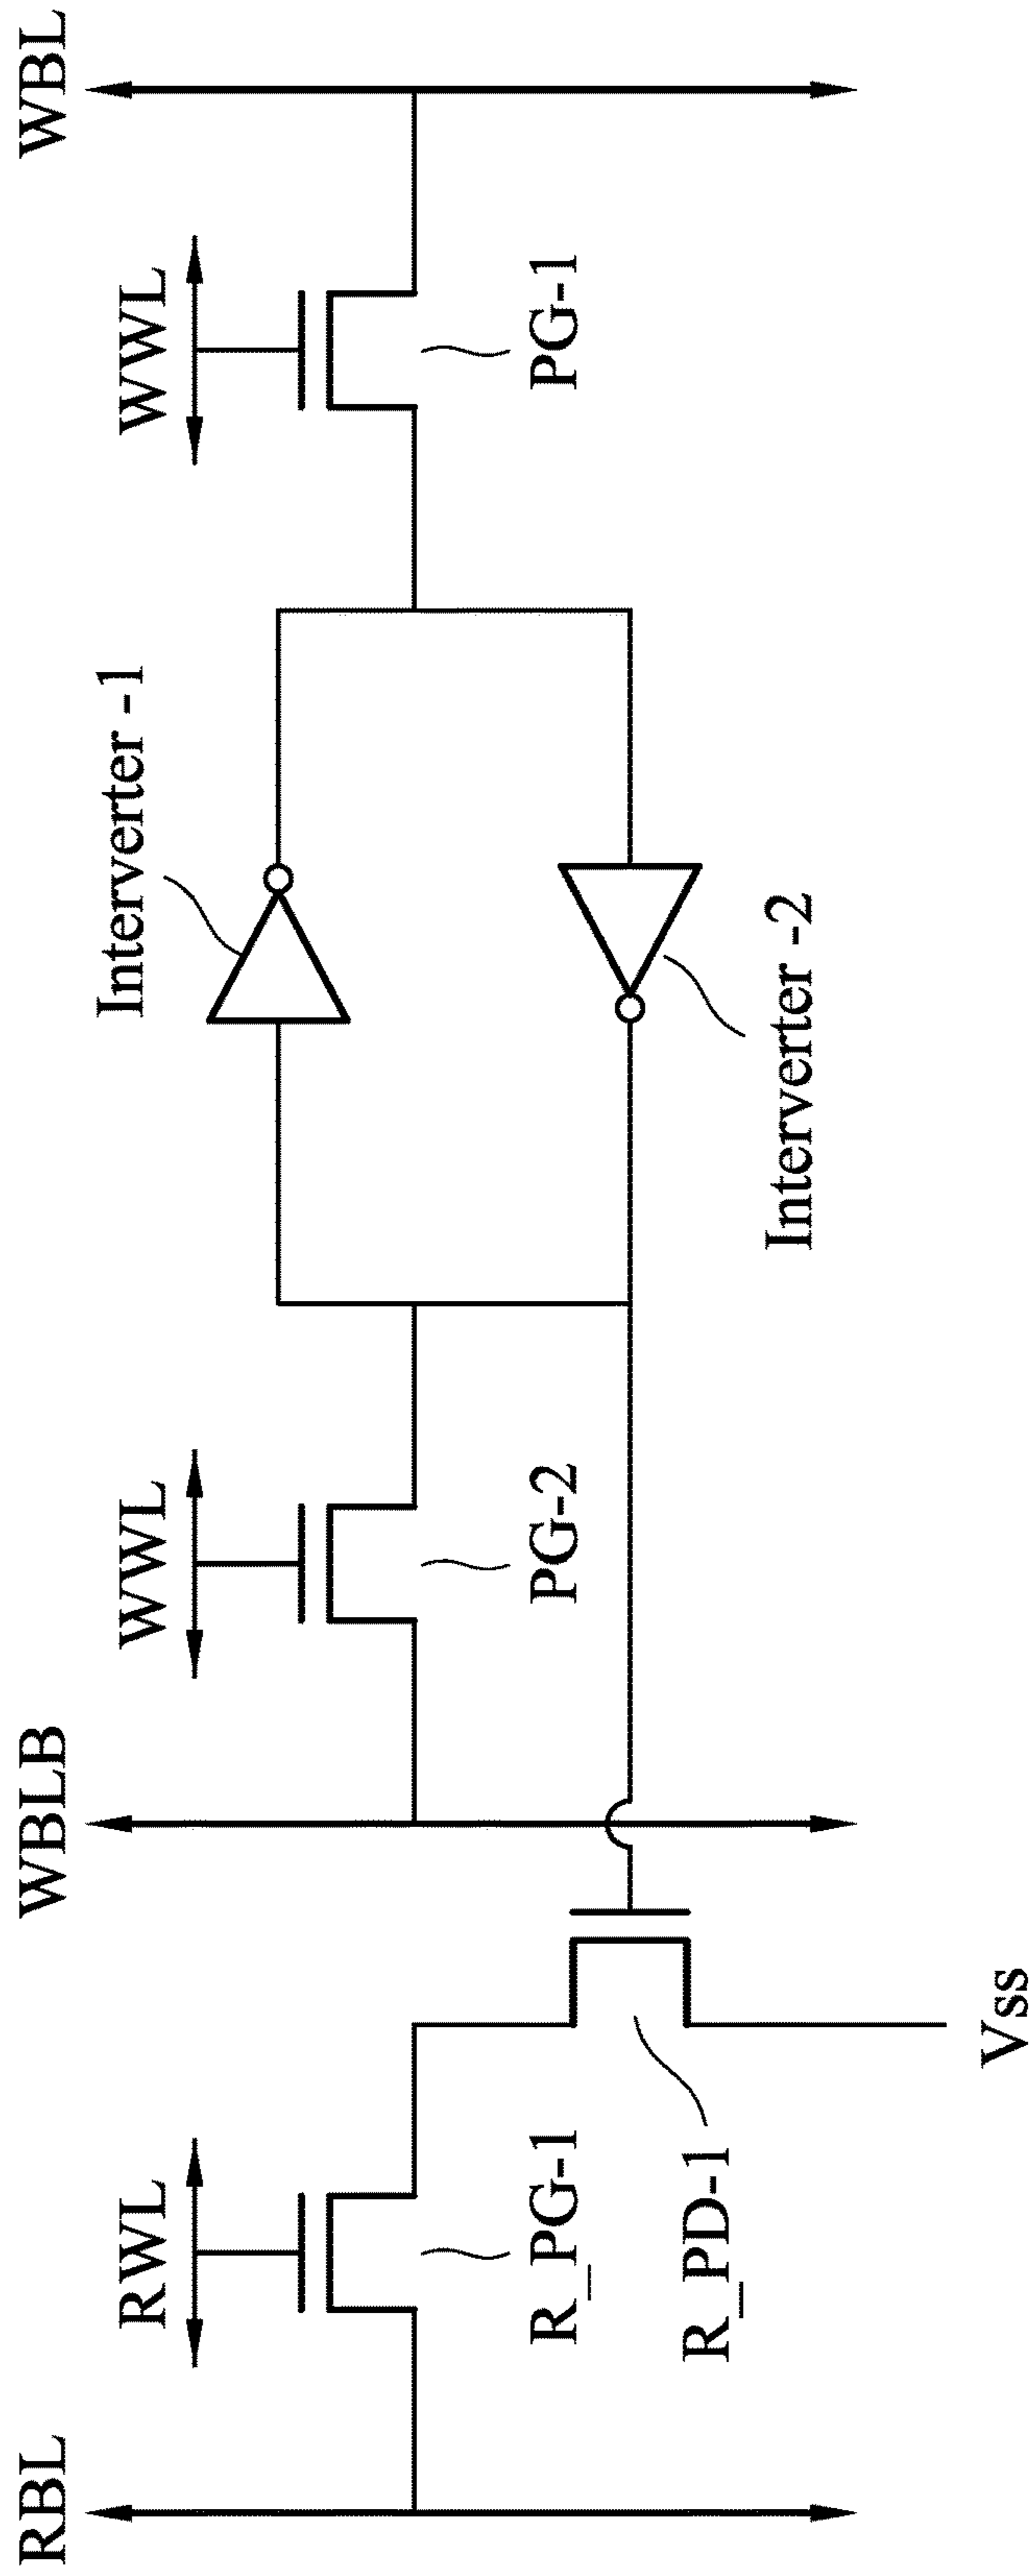 RBL
WBLB
WBL
RWL
WWL
WWL
Interverter -1
R_PG-1
PG-2
PG-1
R_PD-1
Interverter -2
Vss